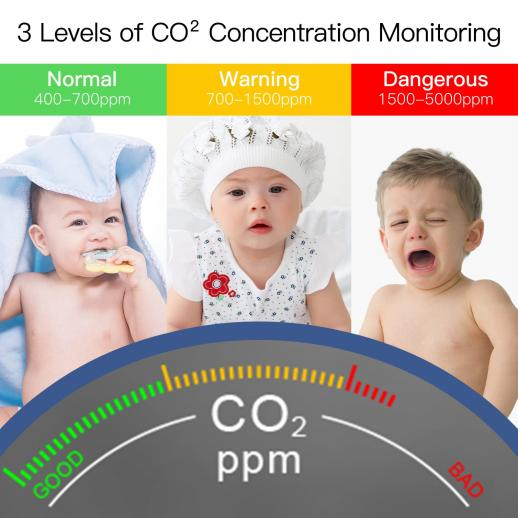 3 Levels of CO² Concentration Monitoring
Normal
400-700ppm
Warning
700-1500ppm
Dangerous
1500-5000ppm
CO₂
ppm
GOOD
BAD